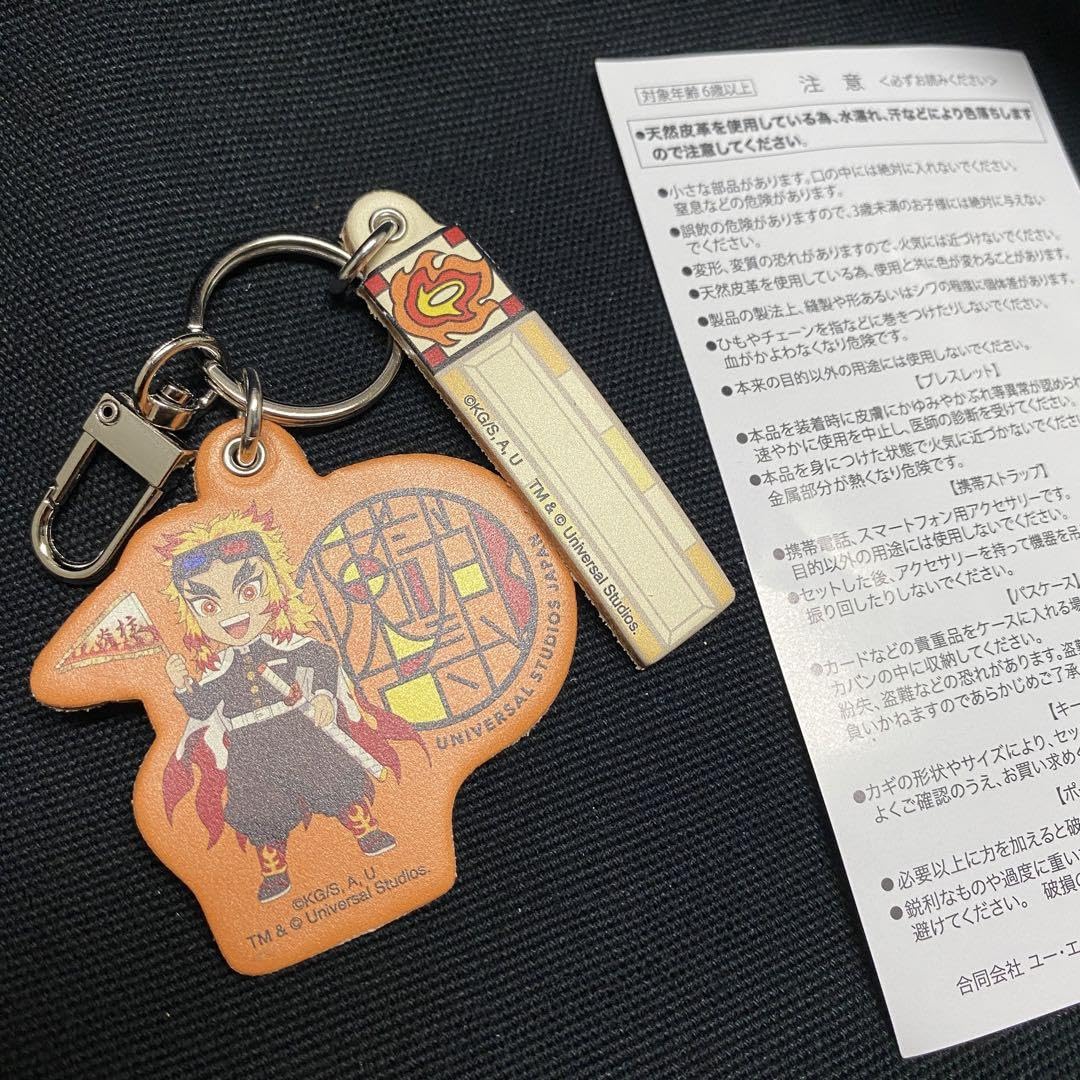 ©KG/S, A, U TM & © Universal Studios.
UNIVERSAL STUDIOS JAPAN
©KG/S, A, U
TM & © Universal Studios.
対象年齢6歳以上 注意 <必ずお読みください>
●天然皮革を使用している為、水濡れ、汗などにより色落ちします
ので注意してください。
●小さな部品があります。口の中には絶対に入れないでください。
窒息などの危険があります。
●誤飲の危険がありますので、3歳未満のお子様には絶対に与えない
でください。
●変形、変質の恐れがありますので、火気には近づけないでください。
●天然皮革を使用している為、使用と共に色が変わることがあります。
●製品の製法上、縫製や形あるいはシワの程度に個体差があります。
●ひもやチェーンを指などに巻きつけたりしないでください。
血がかよわなくなり危険です。
●本来の目的以外の用途には使用しないでください。
【ブレスレット】
●本品を装着時に皮膚にかゆみやかぶれ等異常が認められ
速やかに使用を中止し、医師の診断を受けてください。
●本品を身につけた状態で火気に近づかないでくださ
金属部分が熱くなり危険です。
【携帯ストラップ】
●携帯電話、スマートフォン用アクセサリーです。
目的以外の用途には使用しないでください。
●セットした後、アクセサリーを持って機器を吊
振り回したりしないでください。
【パスケース】
●カードなどの貴重品をケースに入れる場
カバンの中に収納してください。
紛失、盗難などの恐れがあります。盗難
負いかねますのであらかじめご了承
【キー
●カギの形状やサイズにより、セッ
よくご確認のうえ、お買い求めく
【ポー
●必要以上に力を加えると破
●鋭利なものや過度に重い
避けてください。 破損の
合同会社 ユー・エ